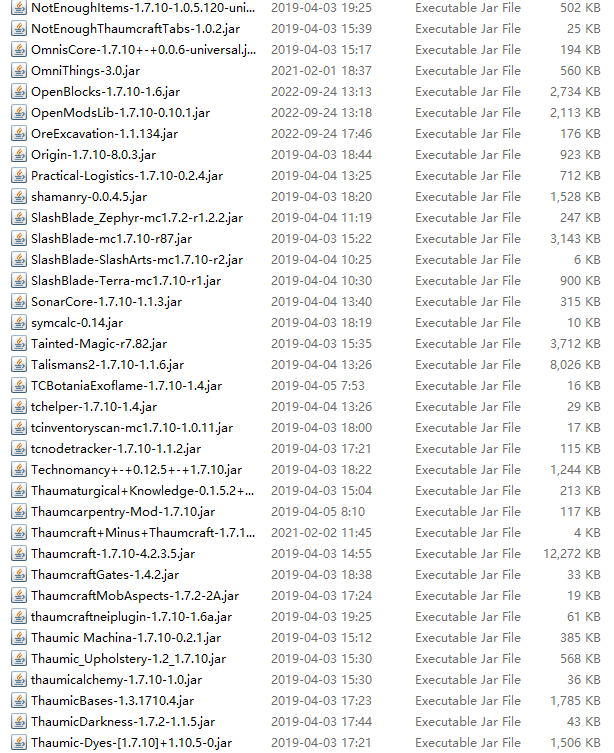 NotEnoughItems-1.7.10-1.0.5.120-uni... 2019-04-03 19:25 Executable Jar File 502 KB
NotEnoughThaumcraftTabs-1.0.2.jar 2019-04-03 15:39 Executable Jar File 25 KB
OmnisCore-1.7.10+-+0.0.6-universal.j... 2019-04-03 15:17 Executable Jar File 194 KB
OmniThings-3.0.jar 2021-02-01 18:37 Executable Jar File 560 KB
OpenBlocks-1.7.10-1.6.jar 2022-09-24 13:13 Executable Jar File 2,734 KB
OpenModsLib-1.7.10-0.10.1.jar 2022-09-24 13:18 Executable Jar File 2,113 KB
OreExcavation-1.1.134.jar 2022-09-24 17:46 Executable Jar File 176 KB
Origin-1.7.10-8.0.3.jar 2019-04-03 18:44 Executable Jar File 923 KB
Practical-Logistics-1.7.10-0.2.4.jar 2019-04-04 13:25 Executable Jar File 712 KB
shamanry-0.0.4.5.jar 2019-04-03 18:20 Executable Jar File 1,528 KB
SlashBlade_Zephyr-mc1.7.2-r1.2.2.jar 2019-04-04 11:19 Executable Jar File 247 KB
SlashBlade-mc1.7.10-r87.jar 2019-04-03 15:22 Executable Jar File 3,143 KB
SlashBlade-SlashArts-mc1.7.10-r2.jar 2019-04-04 10:25 Executable Jar File 6 KB
SlashBlade-Terra-mc1.7.10-r1.jar 2019-04-04 10:30 Executable Jar File 900 KB
SonarCore-1.7.10-1.1.3.jar 2019-04-04 13:40 Executable Jar File 315 KB
symcalc-0.14.jar 2019-04-03 18:19 Executable Jar File 10 KB
Tainted-Magic-r7.82.jar 2019-04-03 15:35 Executable Jar File 3,712 KB
Talismans2-1.7.10-1.1.6.jar 2019-04-04 13:26 Executable Jar File 8,026 KB
TCBotaniaExoflame-1.7.10-1.4.jar 2019-04-05 7:53 Executable Jar File 16 KB
tchelper-1.7.10-1.4.jar 2019-04-04 13:26 Executable Jar File 29 KB
tcinventoryscan-mc1.7.10-1.0.11.jar 2019-04-03 18:00 Executable Jar File 17 KB
tcnodetracker-1.7.10-1.1.2.jar 2019-04-03 17:21 Executable Jar File 115 KB
Technomancy+-+0.12.5+-+1.7.10.jar 2019-04-03 18:22 Executable Jar File 1,244 KB
Thaumaturgical+Knowledge-0.1.5.2+... 2019-04-03 15:04 Executable Jar File 213 KB
Thaumcarpentry-Mod-1.7.10.jar 2019-04-05 8:10 Executable Jar File 117 KB
Thaumcraft+Minus+Thaumcraft-1.7.1... 2021-02-02 11:45 Executable Jar File 4 KB
Thaumcraft-1.7.10-4.2.3.5.jar 2019-04-03 14:55 Executable Jar File 12,272 KB
ThaumcraftGates-1.4.2.jar 2019-04-03 18:38 Executable Jar File 33 KB
ThaumcraftMobAspects-1.7.2-2A.jar 2019-04-03 17:24 Executable Jar File 19 KB
thaumcraftneiplugin-1.7.10-1.6a.jar 2019-04-03 19:25 Executable Jar File 61 KB
Thaumic Machina-1.7.10-0.2.1.jar 2019-04-03 15:12 Executable Jar File 385 KB
Thaumic_Upholstery-1.2_1.7.10.jar 2019-04-03 15:30 Executable Jar File 568 KB
thaumicalchemy-1.7.10-1.0.jar 2019-04-03 15:30 Executable Jar File 36 KB
ThaumicBases-1.3.1710.4.jar 2019-04-03 17:23 Executable Jar File 1,785 KB
ThaumicDarkness-1.7.2-1.1.5.jar 2019-04-03 17:44 Executable Jar File 43 KB
Thaumic-Dyes-[1.7.10]+1.10.5-0.jar 2019-04-03 17:21 Executable Jar File 1,506 KB